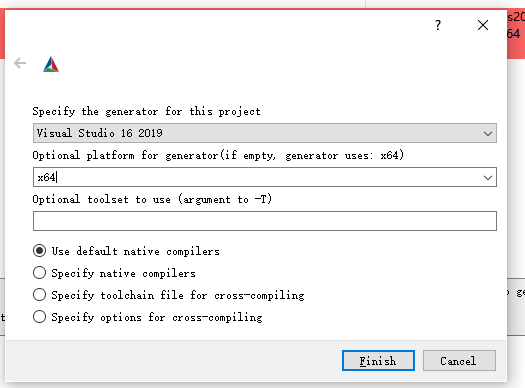 s20
64
?
Specify the generator for this project
Visual Studio 16 2019
Optional platform for generator(if empty, generator uses: x64)
x64
Optional toolset to use (argument to -T)
Use default native compilers
Specify native compilers
Specify toolchain file for cross-compiling
Specify options for cross-compiling
Finish
Cancel